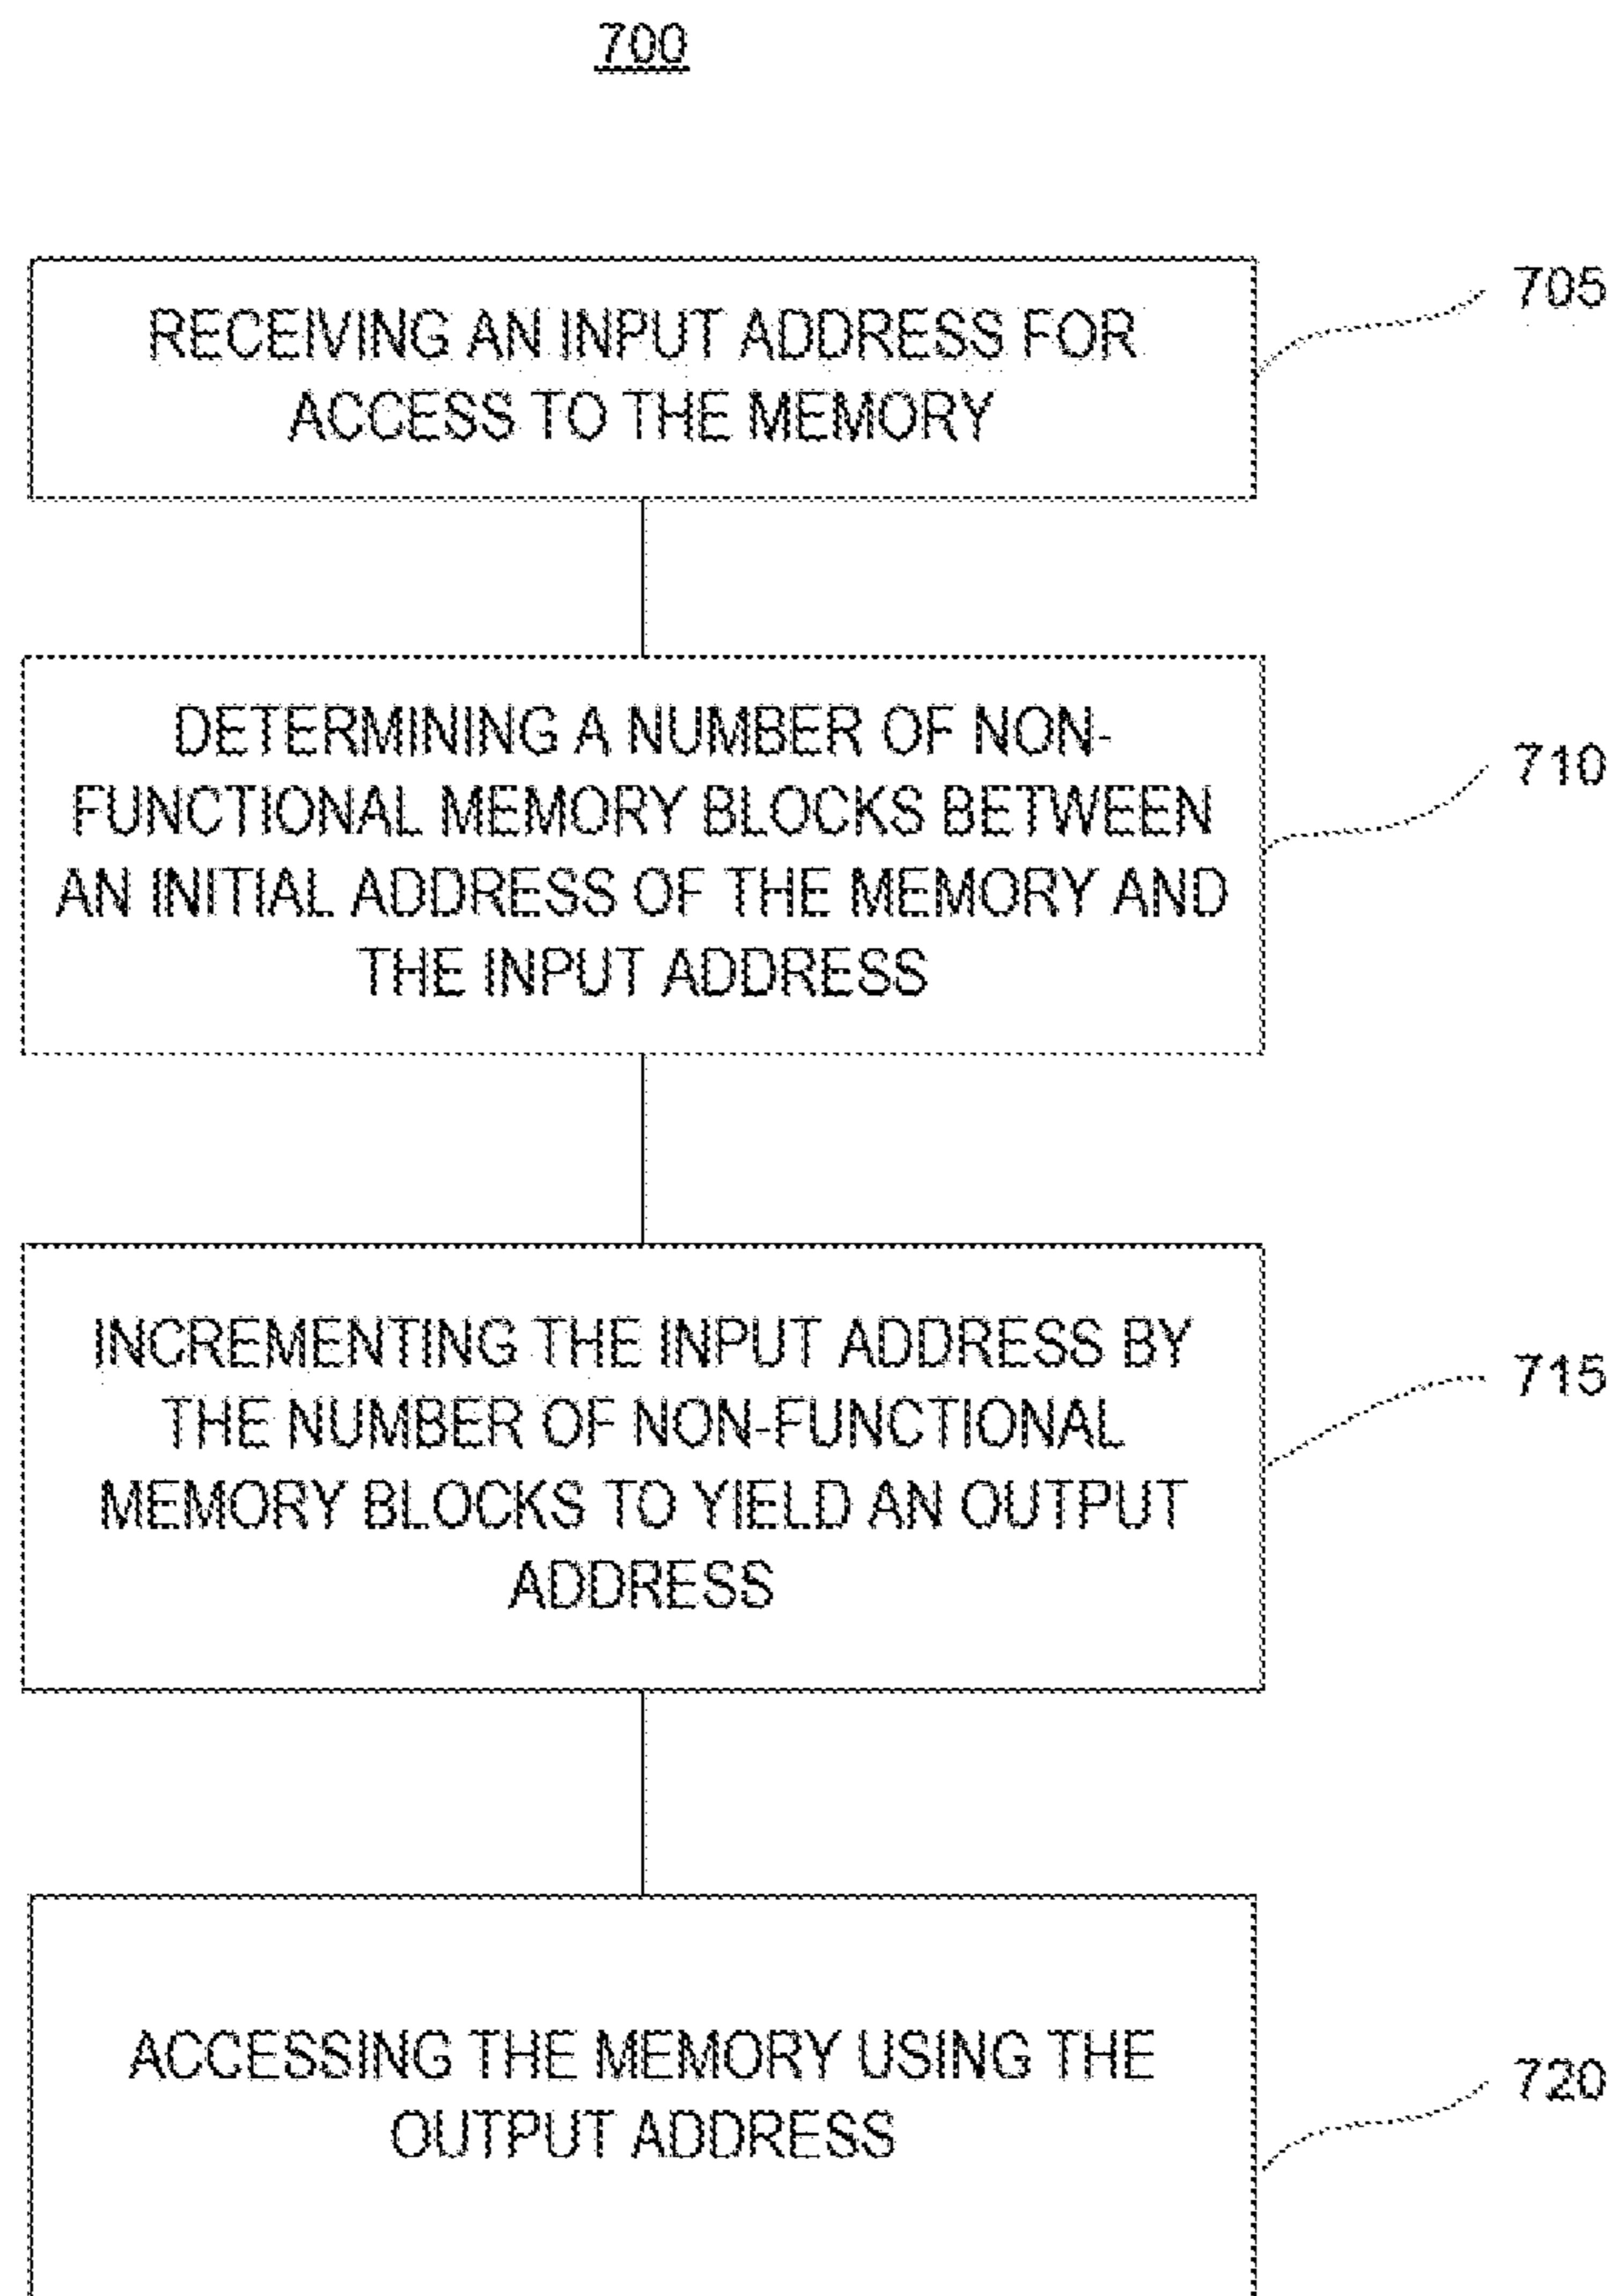 700
RECEIVING AN INPUT ADDRESS FOR
ACCESS TO THE MEMORY
705
DETERMINING A NUMBER OF NON-
FUNCTIONAL MEMORY BLOCKS BETWEEN
AN INITIAL ADDRESS OF THE MEMORY AND
THE INPUT ADDRESS
710
INCREMENTING THE INPUT ADDRESS BY
THE NUMBER OF NON-FUNCTIONAL
MEMORY BLOCKS TO YIELD AN OUTPUT
ADDRESS
715
ACCESSING THE MEMORY USING THE
OUTPUT ADDRESS
720